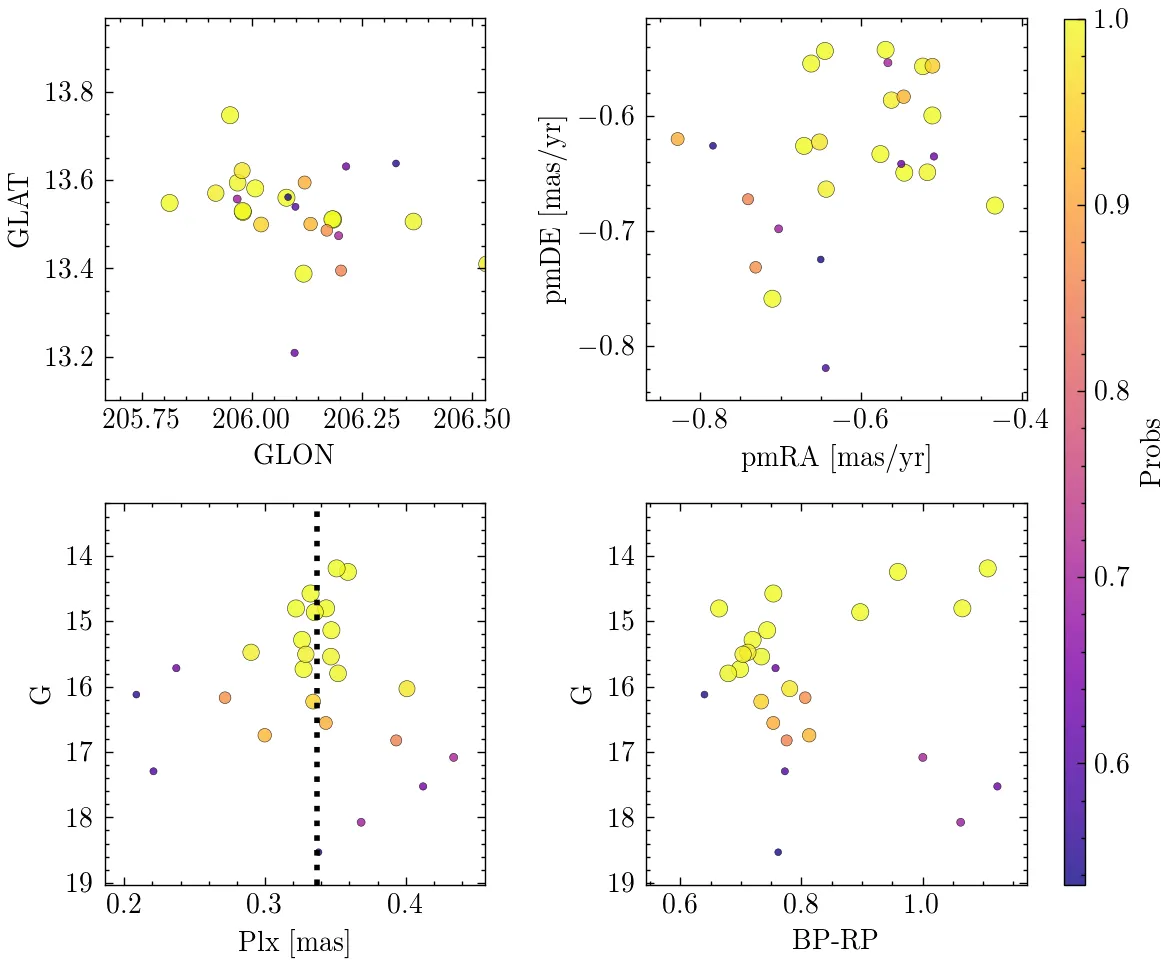 13.8
13.6
13.4
13.2
GLAT
205.75 206.00 206.25 206.50
GLON
−0.6
−0.7
−0.8
pmDE [mas/yr]
−0.8 −0.6 −0.4
pmRA [mas/yr]
1.0
0.9
0.8
0.7
0.6
Probs
14
15
16
17
18
19
G
0.2 0.3 0.4
Plx [mas]
14
15
16
17
18
19
G
0.6 0.8 1.0
BP-RP